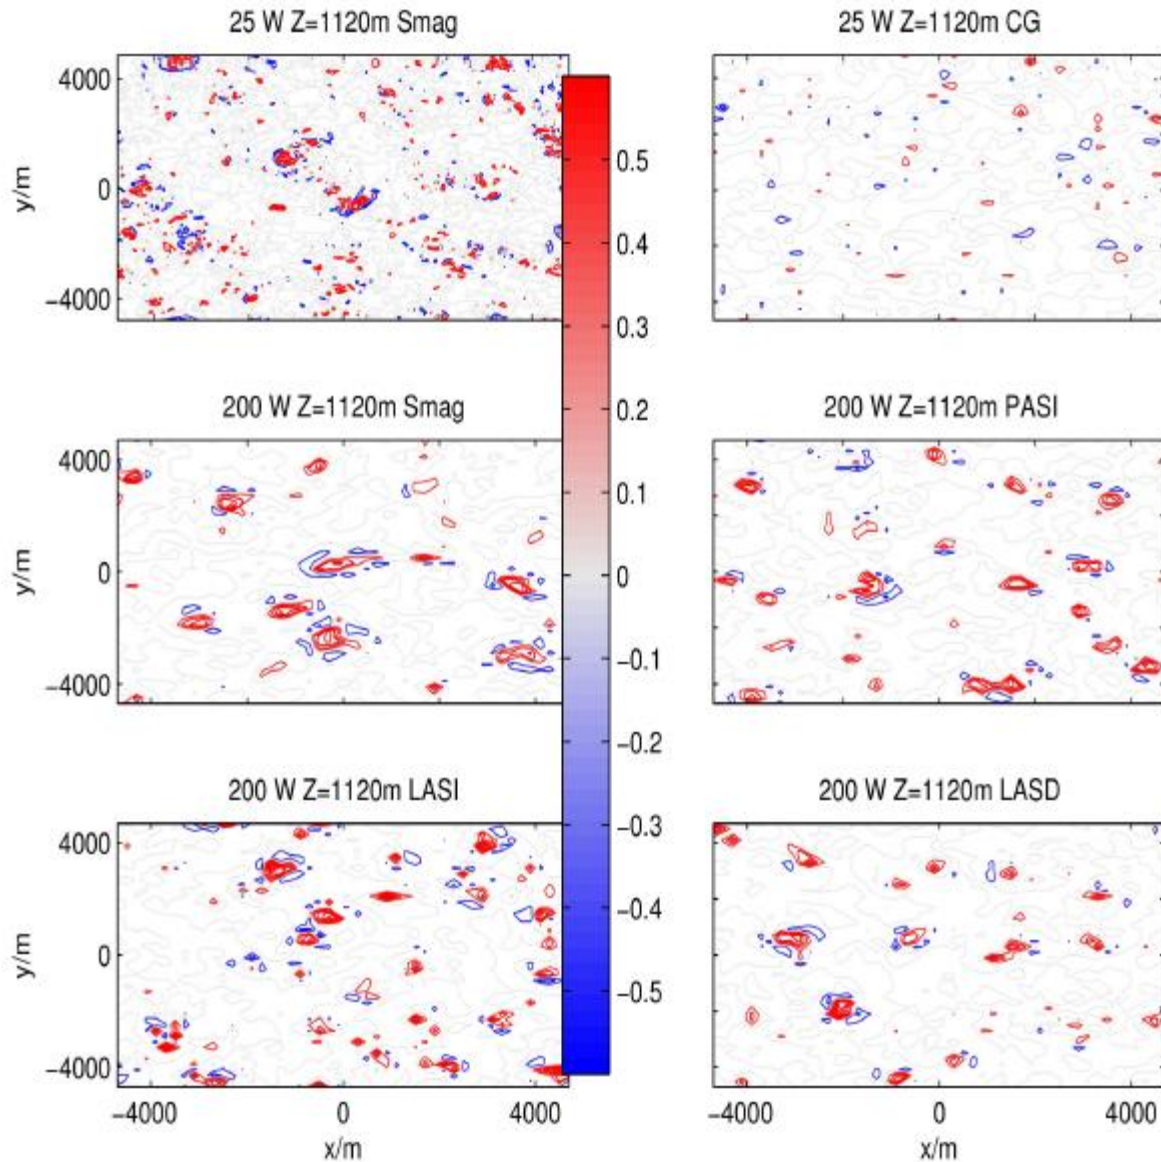 25 W Z=1120m Smag
25 W Z=1120m CG
4000
0
−4000
y/m
200 W Z=1120m Smag
200 W Z=1120m PASI
4000
0
−4000
y/m
200 W Z=1120m LASI
200 W Z=1120m LASD
4000
0
−4000
y/m
−4000
0
4000
x/m
−4000
0
4000
x/m
0.5
0.4
0.3
0.2
0.1
0
−0.1
−0.2
−0.3
−0.4
−0.5